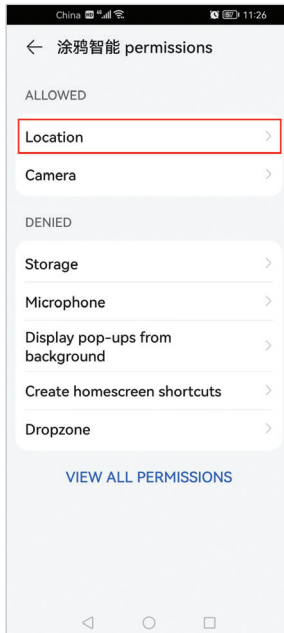 China 11:26
涂鸦智能 permissions
ALLOWED
Location
Camera
DENIED
Storage
Microphone
Display pop-ups from
background
Create homescreen shortcuts
Dropzone
VIEW ALL PERMISSIONS